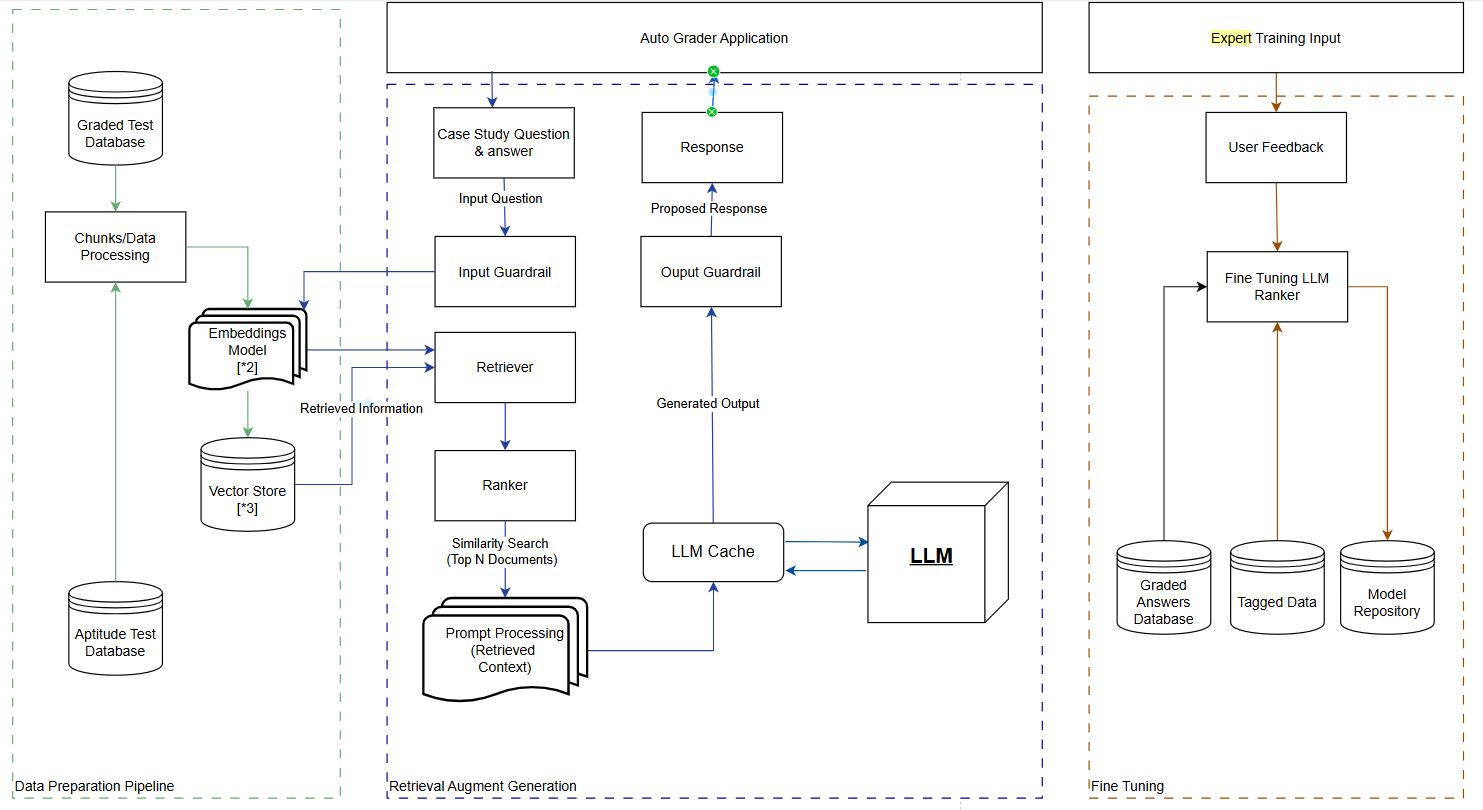 Auto Grader Application
Expert Training Input
Graded Test
Database
Chunks/Data
Processing
Embeddings
Model
[*2]
Vector Store
[*3]
Aptitude Test
Database
Data Preparation Pipeline
Case Study Question
& answer
Input Question
Input Guardrail
Retriever
Retrieved Information
Ranker
Similarity Search
(Top N Documents)
Prompt Processing
(Retrieved
Context)
Response
Proposed Response
Ouput Guardrail
Generated Output
LLM Cache
LLM
Retrieval Augment Generation
User Feedback
Fine Tuning LLM
Ranker
Graded
Answers
Database
Tagged Data
Model
Repository
Fine Tuning